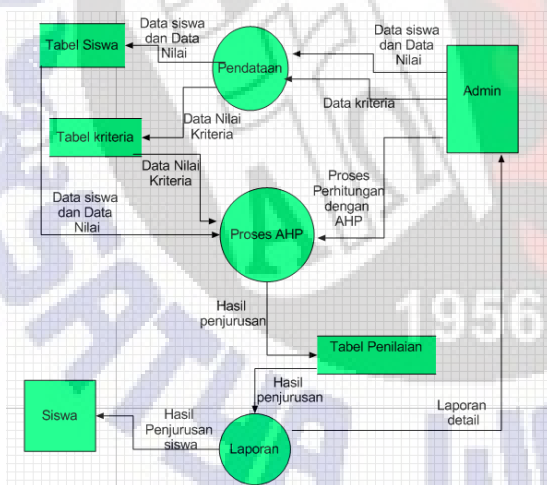 Data siswa
dan Data
Nilai
Data siswa
dan Data
Nilai
Tabel Siswa
Pendataan
Admin
Data kriteria
Data Nilai
Kriteria
Tabel kriteria
Data Nilai
Kriteria
Proses
Perhitungan
dengan
AHP
Data siswa
dan Data
Nilai
Proses AHP
Hasil
penjurusan
1956
Tabel Penilaian
Hasil
penjurusan
Siswa
Hasil
Penjurusan
siswa
Laporan
Laporan
detail